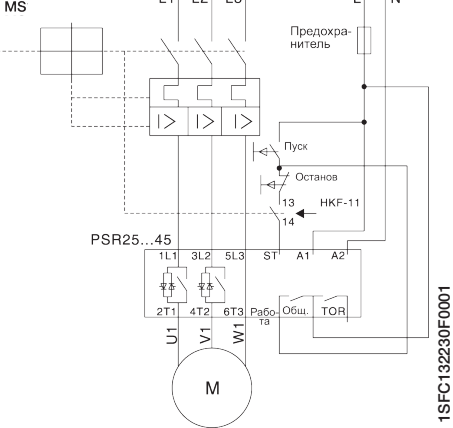 MS
L1 L2 L3 L N
Предохра-
нитель
Пуск
Останов
13 HKF-11
14
PSR25...45
1L1 3L2 5L3 ST A1 A2
2T1 4T2 6T3 Рабо-
та Общ. TOR
U1 V1 W1
M
1SFC132230F0001